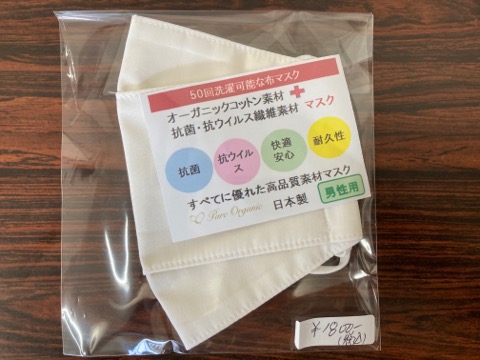 50回洗濯可能な布マスク
オーガニックコットン素材
抗菌・抗ウイルス繊維素材 マスク
抗菌
抗ウイル
ス
快適
安心
耐久性
すべてに優れた高品質素材マスク
Pure Organic 日本製 男性用
¥1800-
(税込)